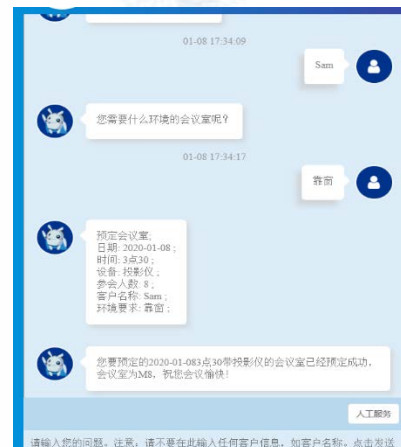 01-08 17:34:09
Sam
您需要什么环境的会议室呢?
01-08 17:34:17
靠窗
预定会议室;
日期: 2020-01-08 ;
时间: 3点30 ;
设备: 投影仪 ;
参会人数: 8 ;
客户名称: Sam ;
环境要求: 靠窗 ;
您要预定的2020-01-083点30带投影仪的会议室已经预定成功,
会议室为M8，祝您会议愉快!
人工服务
请输入您的问题。注意，请不要在此输入任何客户信息，如客户名称。点击发送